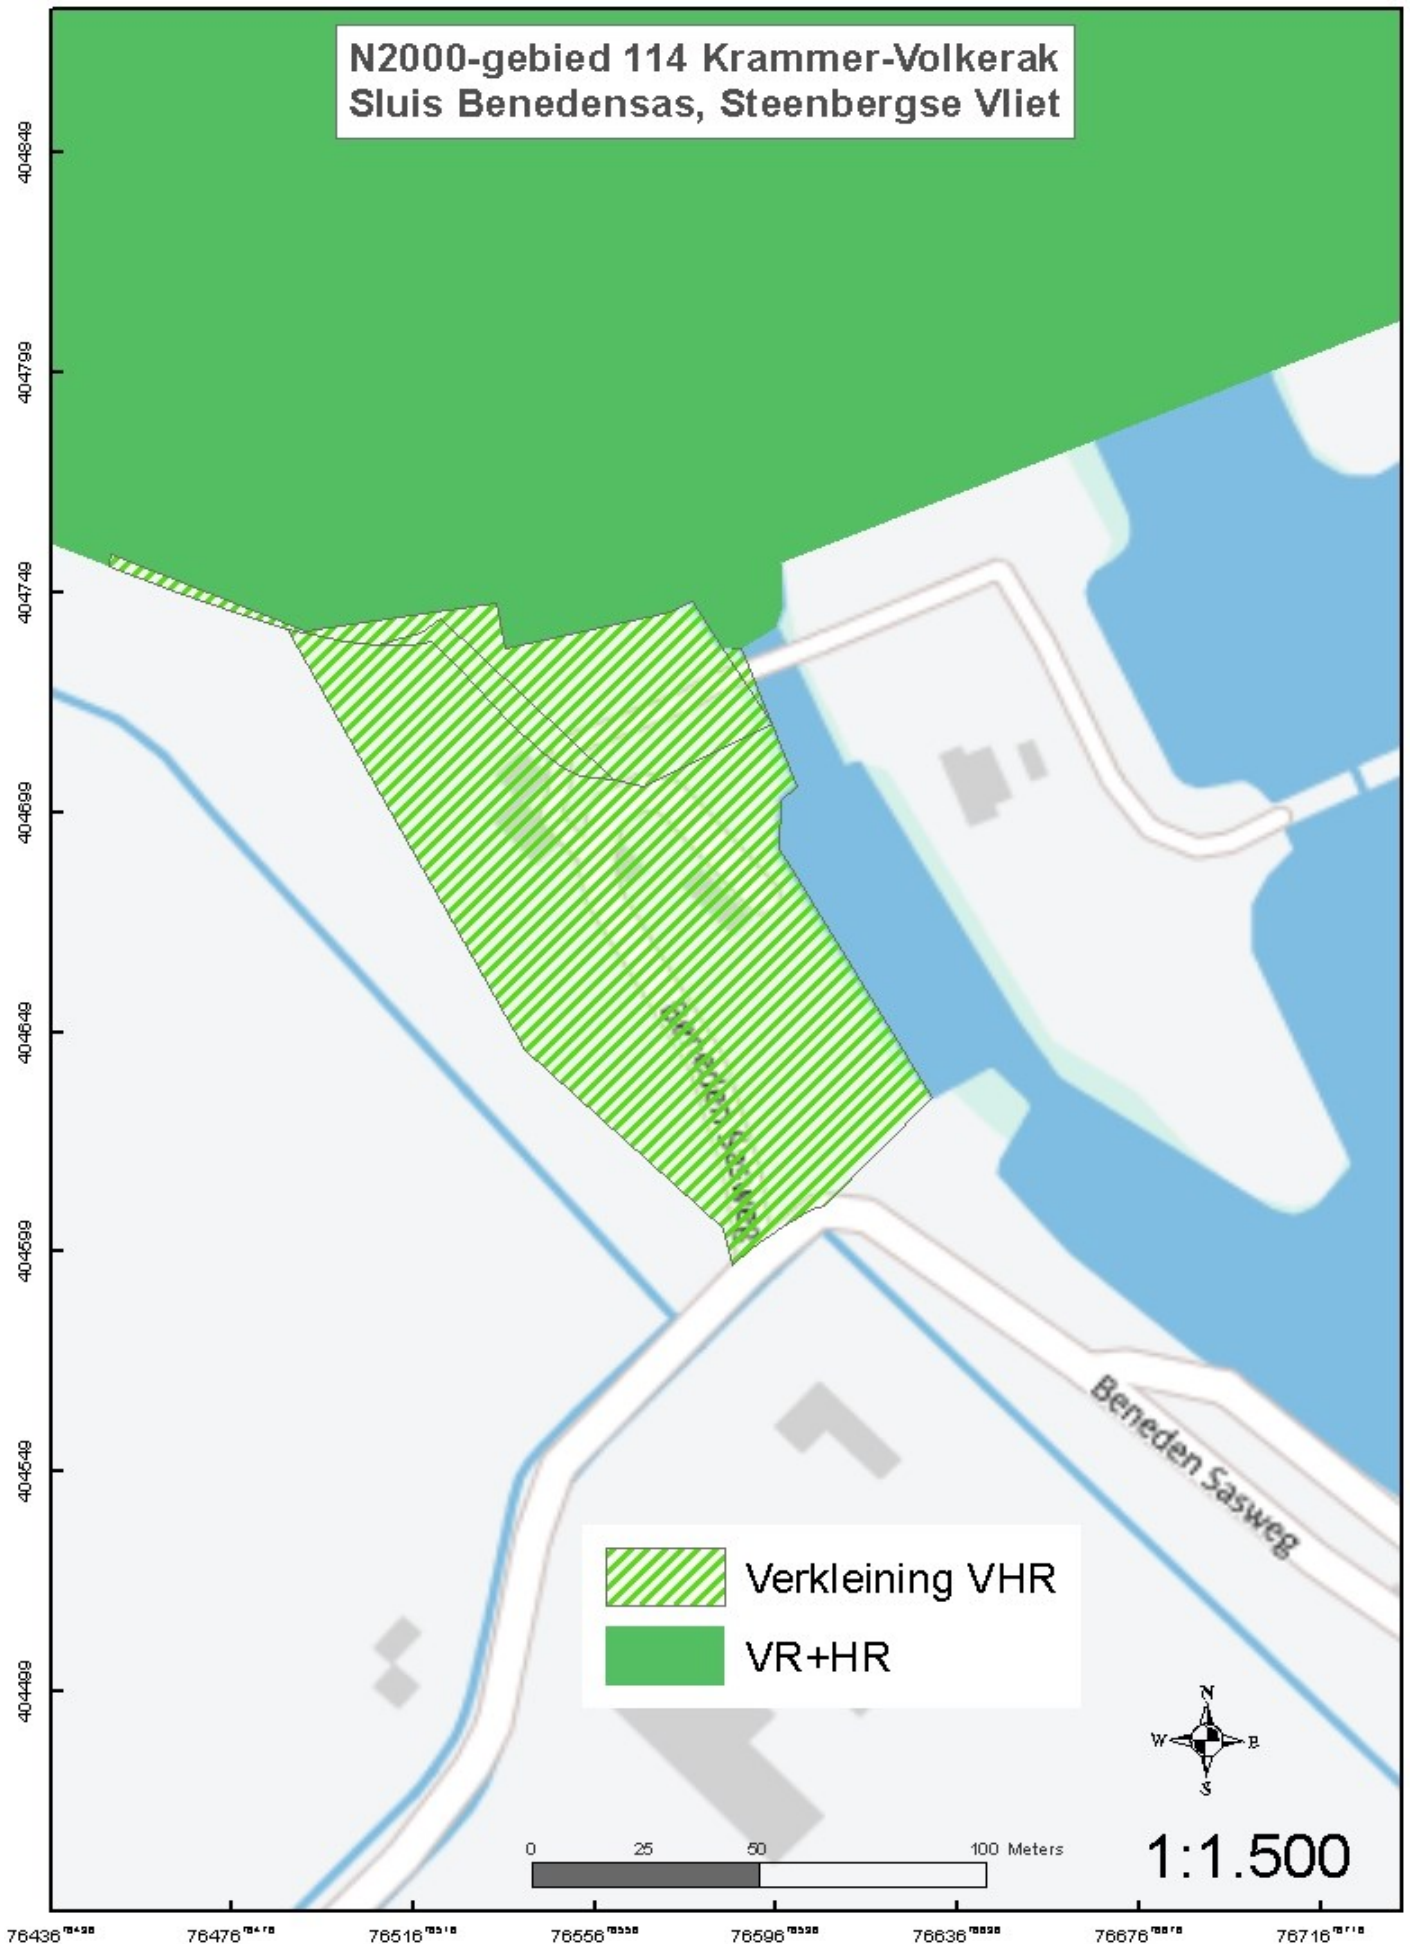 N2000-gebied 114 Krammer-Volkerak
Sluis Benedensas, Steenbergse Vliet
404849
404799
404749
404699
404649
404599
404549
404499
Beneden Sasweg
Beneden Sasweg
Verkleining VHR
VR+HR
N
W E
S
0 25 50 100 Meters
1:1.500
76436 76476 76516 76556 76596 76636 76676 76716